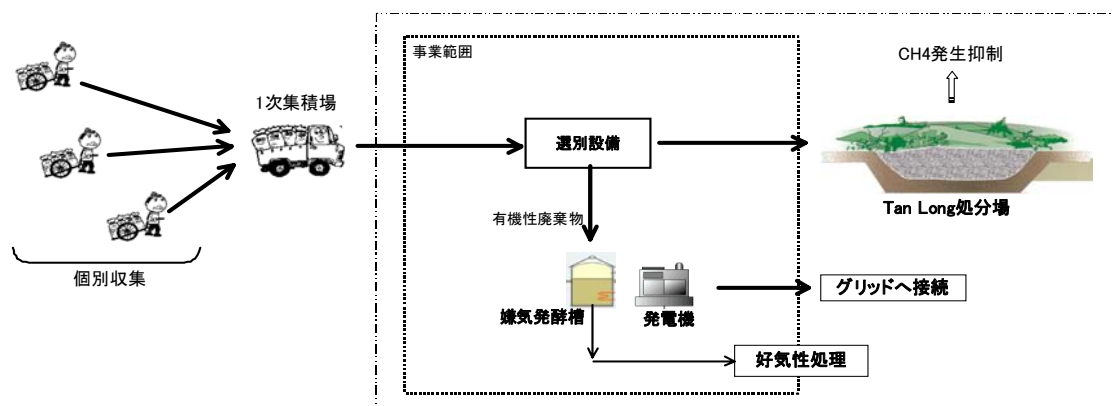 事業範囲
CH4発生抑制
1次集積場
選別設備
Tan Long処分場
有機性廃棄物
個別収集
グリッドへ接続
嫌気発酵槽
発電機
好気性処理